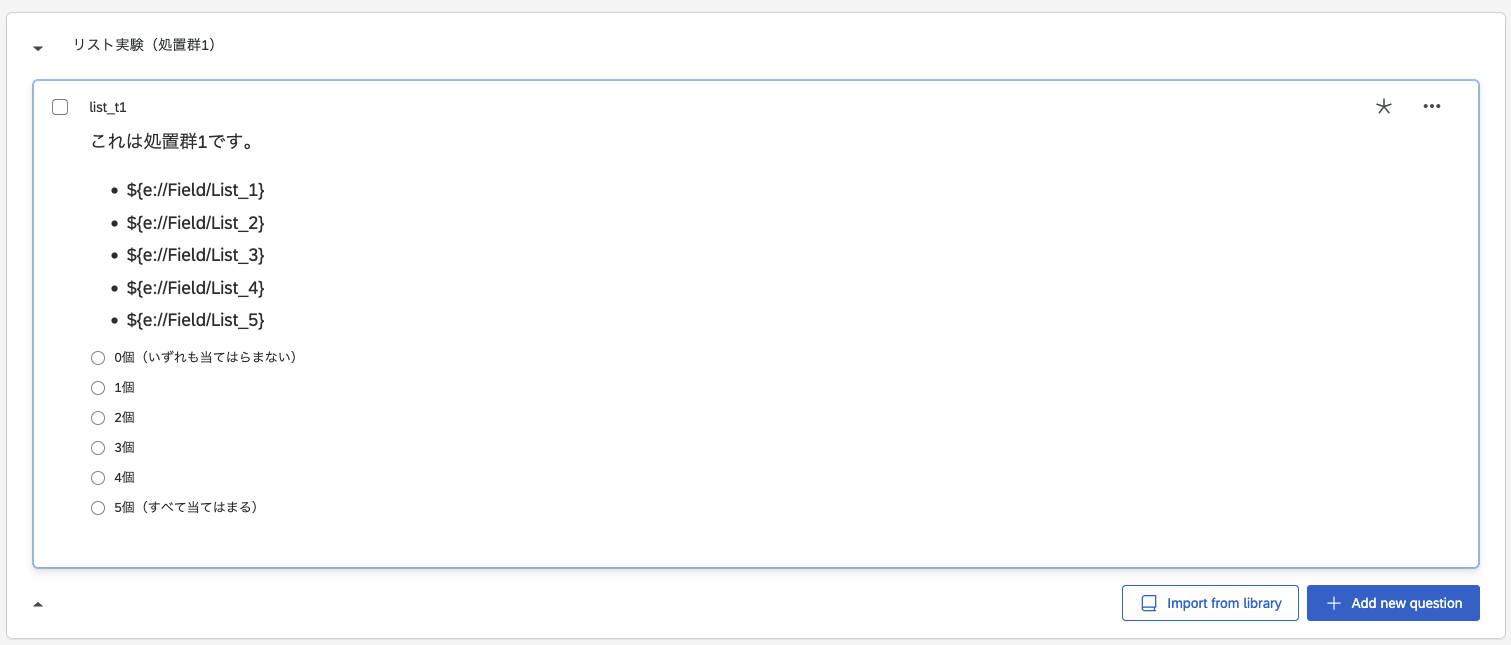 リスト実験（処置群1）
list_t1
これは処置群1です。
• ${e://Field/List_1}
• ${e://Field/List_2}
• ${e://Field/List_3}
• ${e://Field/List_4}
• ${e://Field/List_5}
0個（いずれも当てはらまない）
1個
2個
3個
4個
5個（すべて当てはまる）
Import from library
Add new question